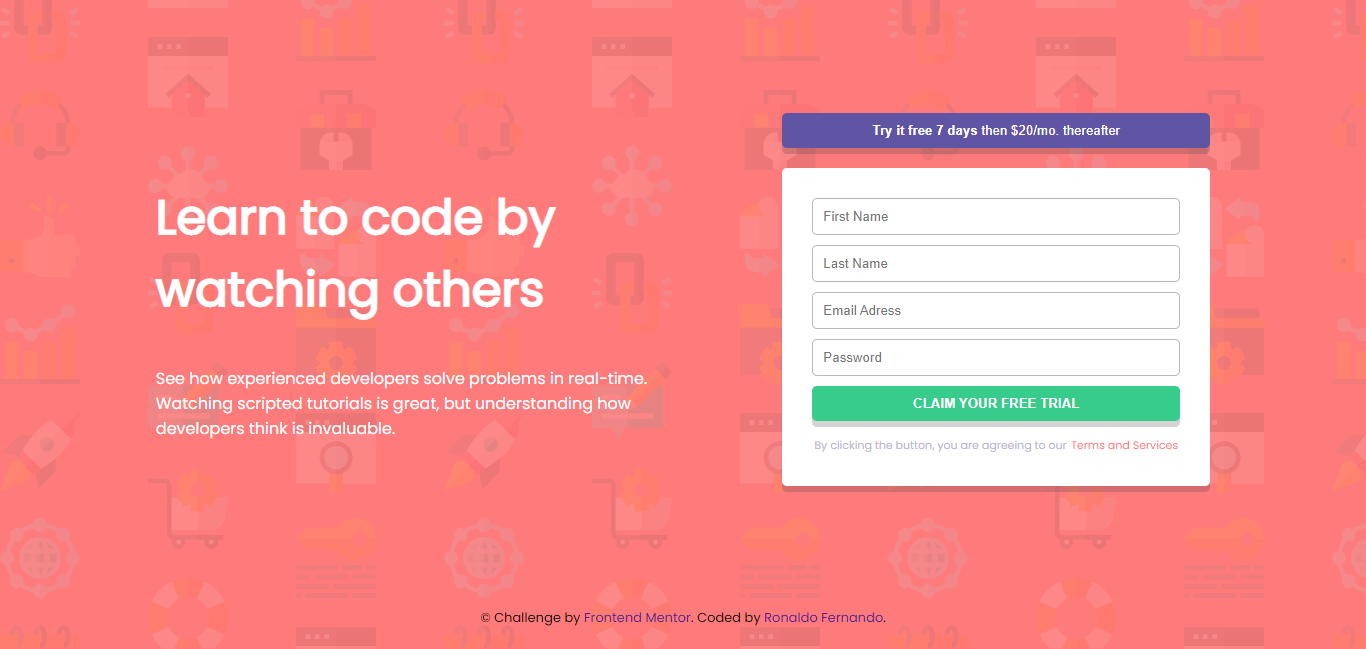 Learn to code by
watching others
See how experienced developers solve problems in real-time.
Watching scripted tutorials is great, but understanding how
developers think is invaluable.
Try it free 7 days then $20/mo. thereafter
First Name
Last Name
Email Adress
Password
CLAIM YOUR FREE TRIAL
By clicking the button, you are agreeing to our Terms and Services
© Challenge by Frontend Mentor. Coded by Ronaldo Fernando.